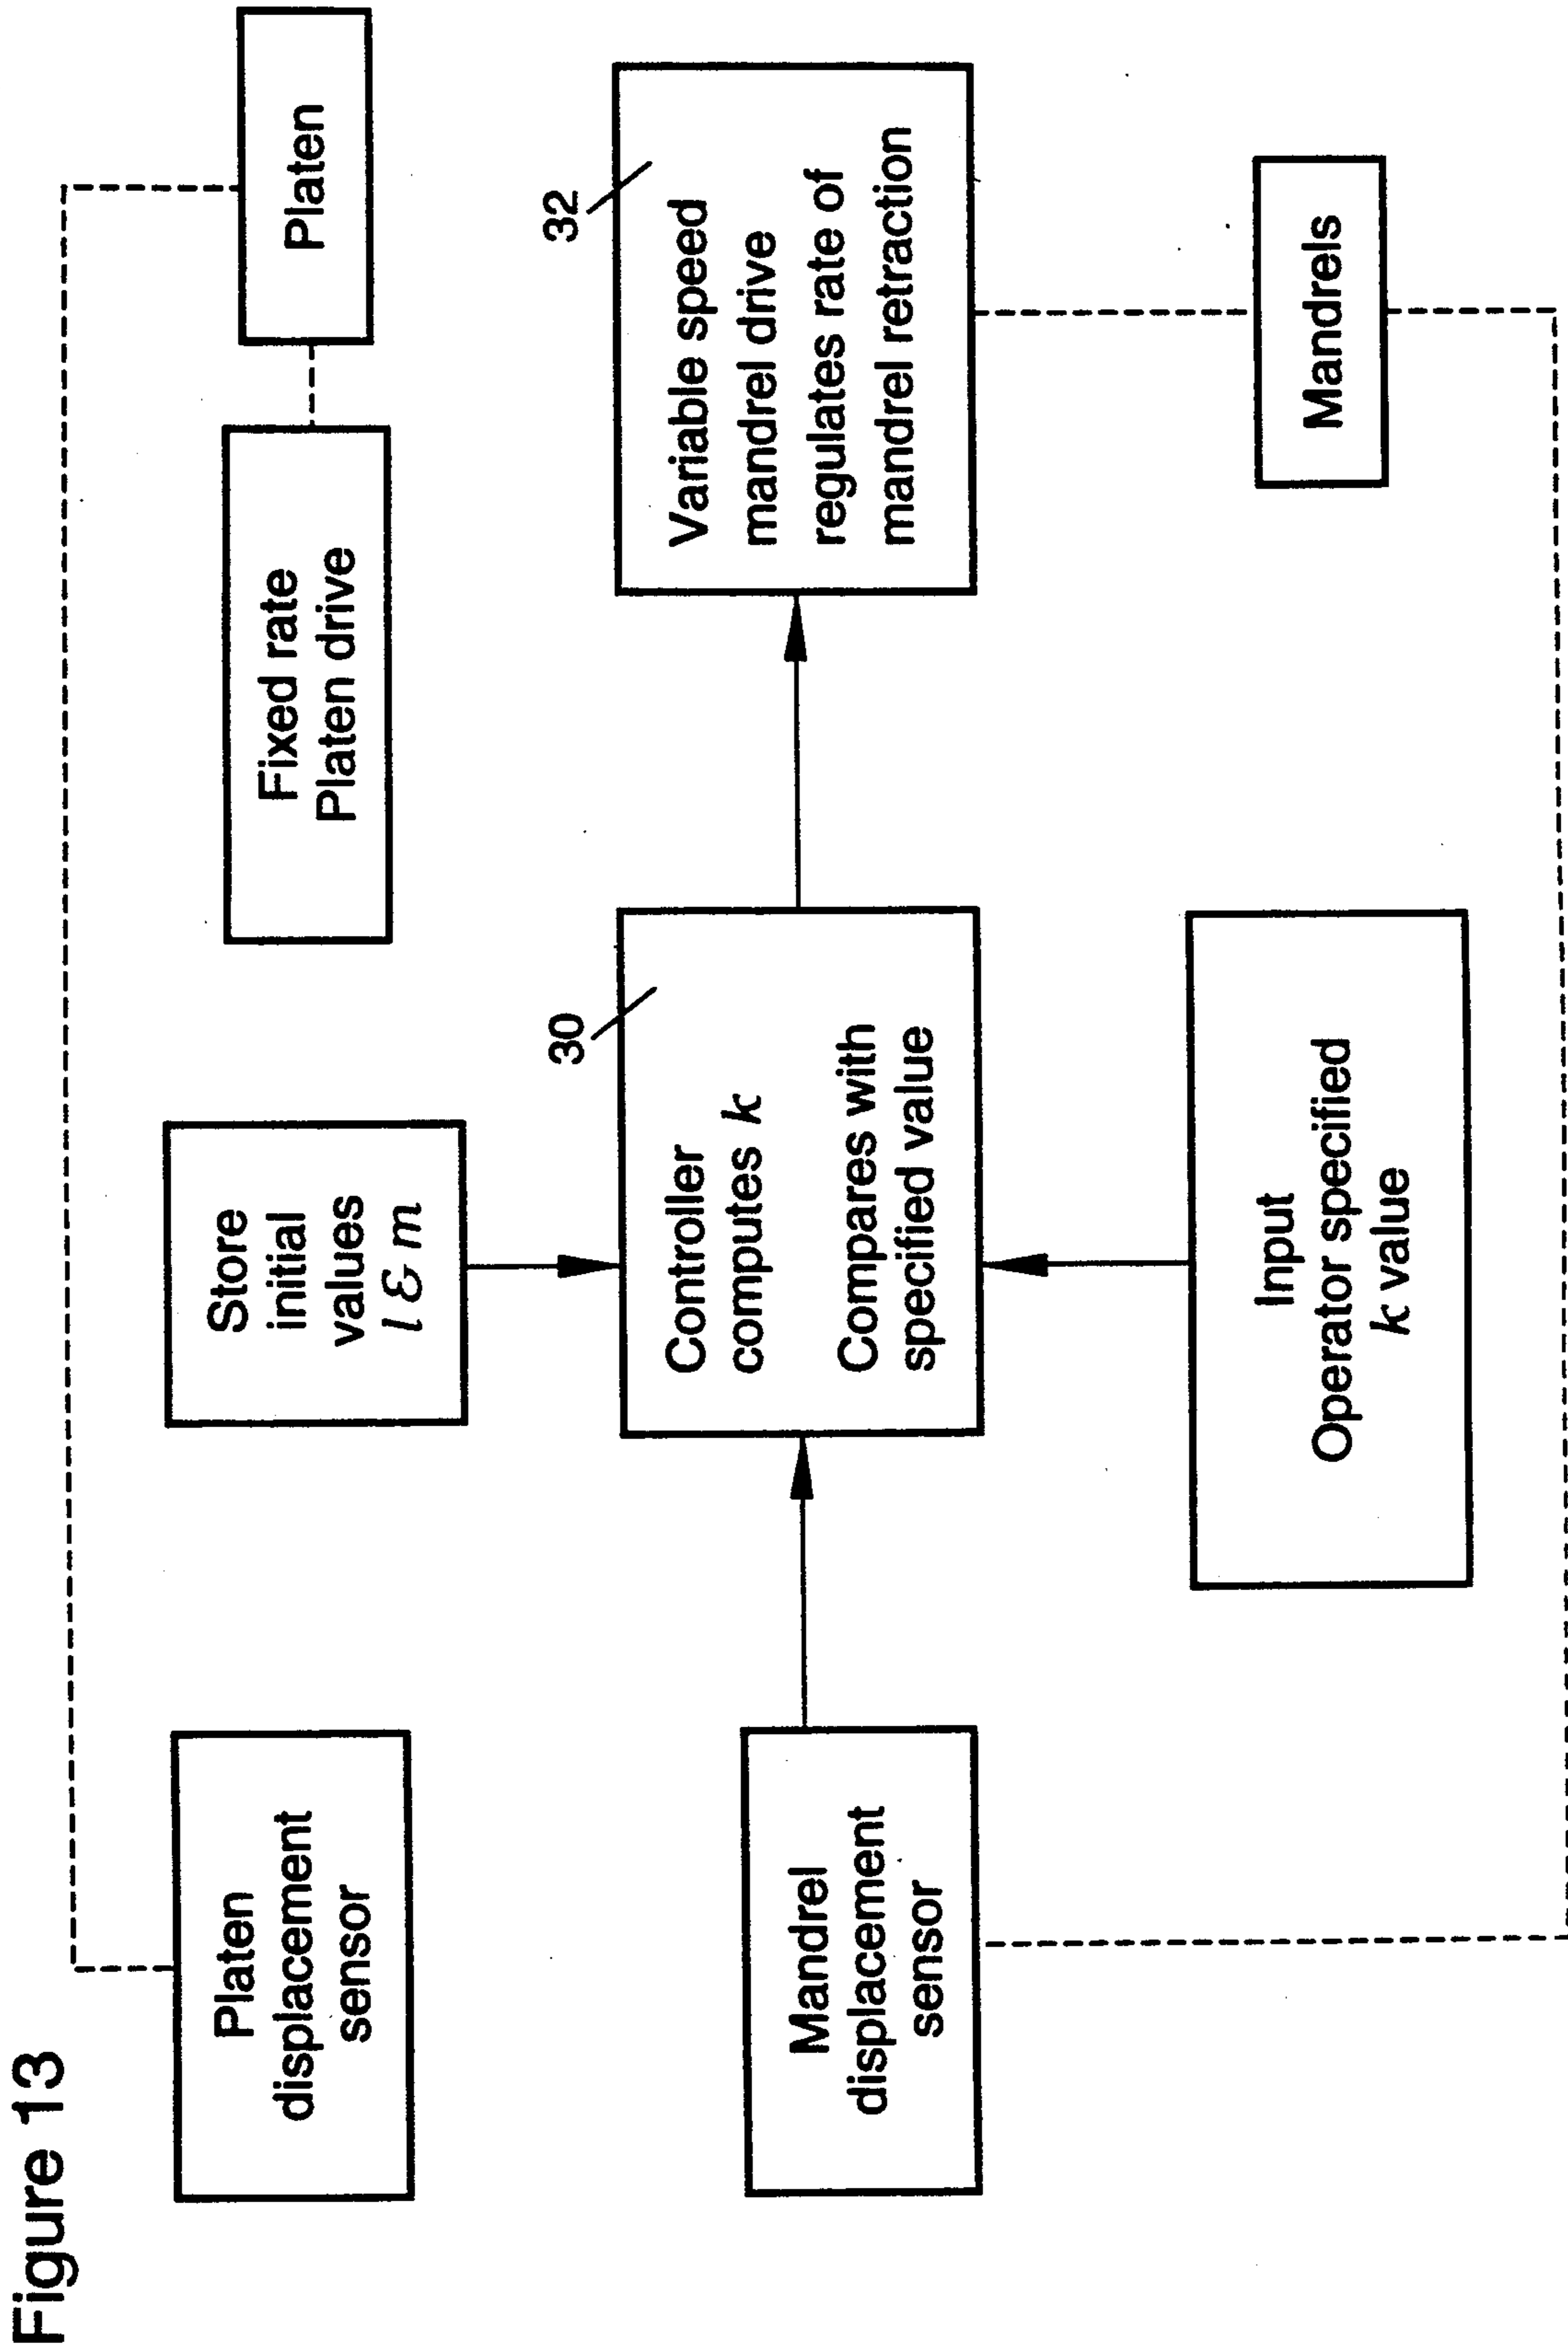 Figure 13
Platen
displacement
sensor
Store
initial
values
l & m
Fixed rate
Platen drive
Platen
Mandrel
displacement
sensor
30
Controller
computes k
Compares with
specified value
32
Variable speed
mandrel drive
regulates rate of
mandrel retraction
Input
Operator specified
k value
Mandrels